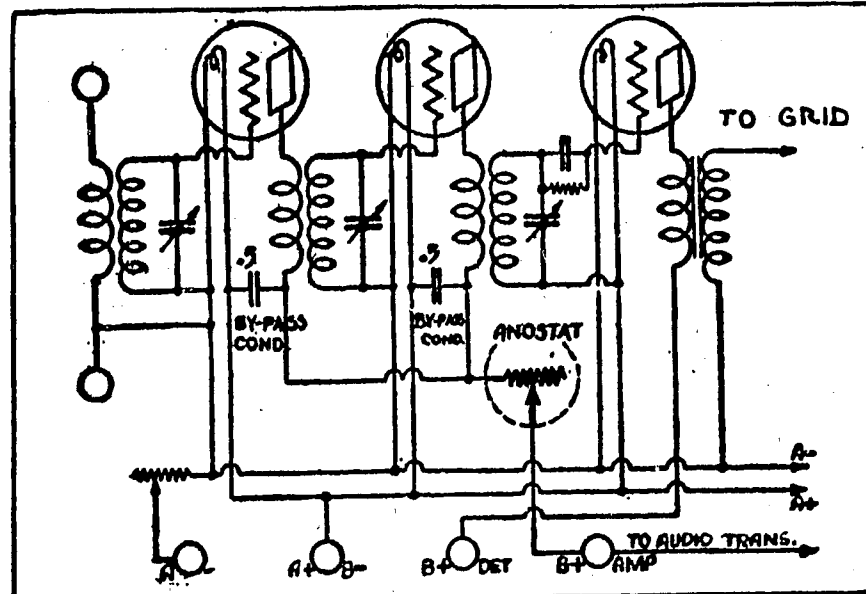 TO GRID
.5
BY-PASS
COND.
.5
BY-PASS
COND.
ANOSTAT
A-
A+
A -
A+ B-
B+ DET
B+ AMP
TO AUDIO TRANS.